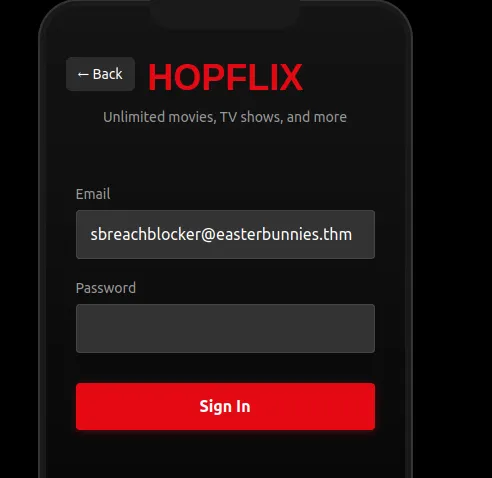 ← Back HOPFLIX
Unlimited movies, TV shows, and more
Email
sbreachblocker@easterbunnies.thm
Password
Sign In